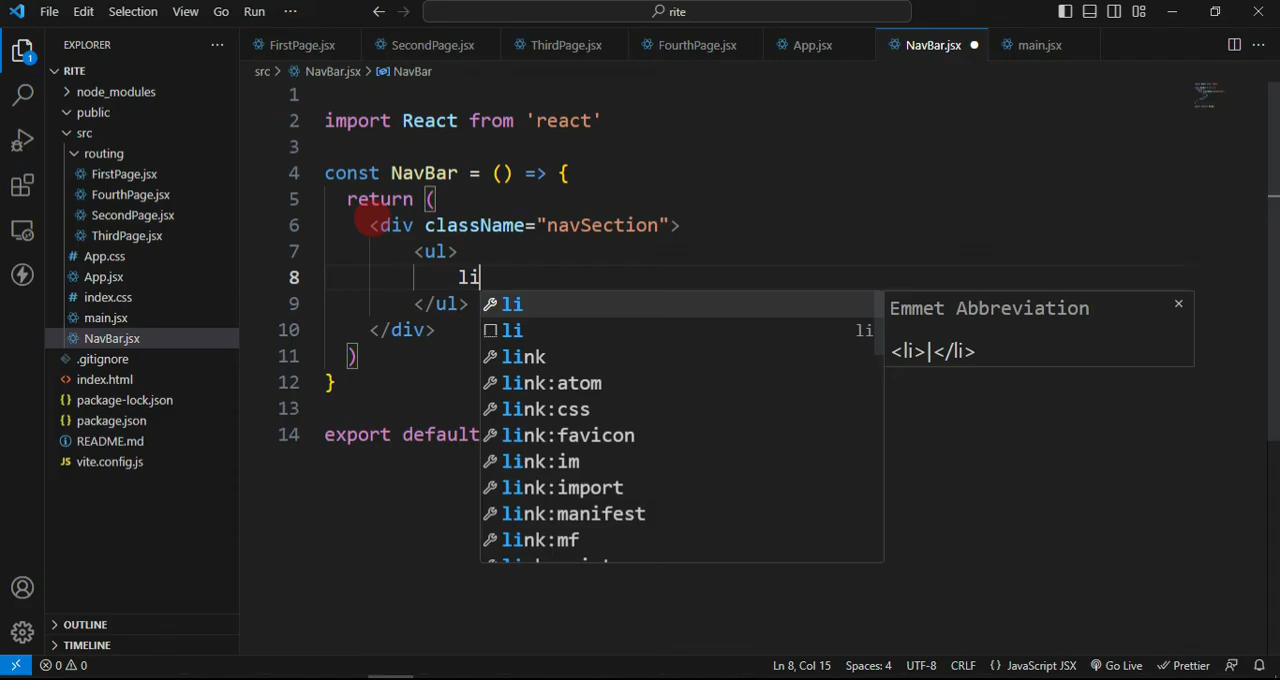 File Edit Selection View Go Run ··· rite
EXPLORER ···
FirstPage.jsx SecondPage.jsx ThirdPage.jsx FourthPage.jsx App.jsx NavBar.jsx main.jsx ···
src > NavBar.jsx > NavBar
RITE
node_modules
public
src
routing
FirstPage.jsx
FourthPage.jsx
SecondPage.jsx
ThirdPage.jsx
# App.css
App.jsx
# index.css
main.jsx
NavBar.jsx
.gitignore
<> index.html
{} package-lock.json
{} package.json
README.md
JS vite.config.js
OUTLINE
TIMELINE
1
1
2 import React from 'react'
3
4 const NavBar = () => {
5 return (
6 <div className="navSection">
7 <ul>
8 li
9 </ul>
10 </div>
11 )
12 }
13
14 export default
li
li li
link
link:atom
link:css
link:favicon
link:im
link:import
link:manifest
link:mf
Emmet Abbreviation
<li>|</li>
0 0 Ln 8, Col 15 Spaces: 4 UTF-8 CRLF {} JavaScript JSX Go Live Prettier